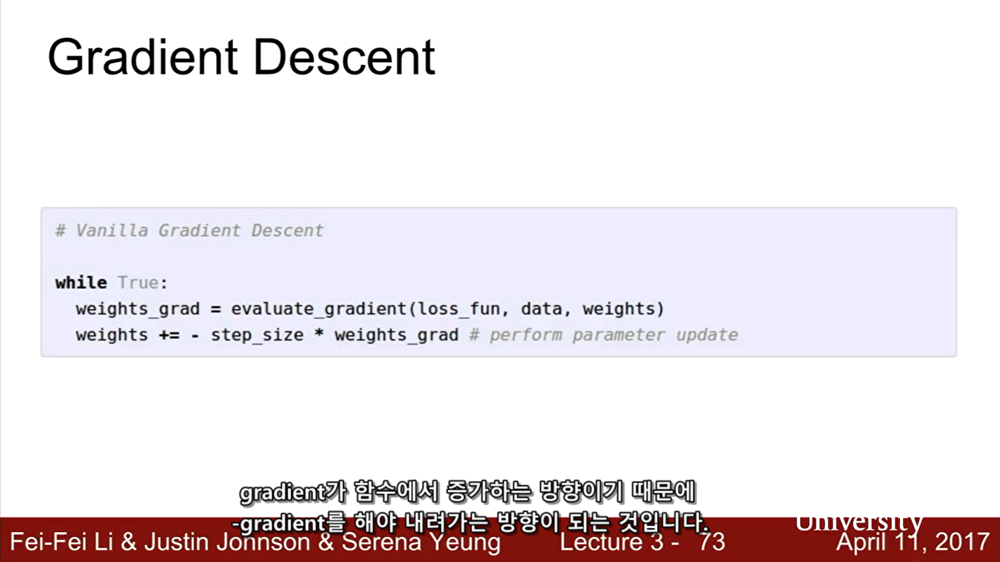 Gradient Descent
# Vanilla Gradient Descent
while True:
weights_grad = evaluate_gradient(loss_fun, data, weights)
weights += - step_size * weights_grad # perform parameter update
gradient가 함수에서 증가하는 방향이기 때문에
-gradient를 해야 내려가는 방향이 되는 것입니다.
University
Fei-Fei Li & Justin Johnson & Serena Yeung Lecture 3 - 73 April 11, 2017